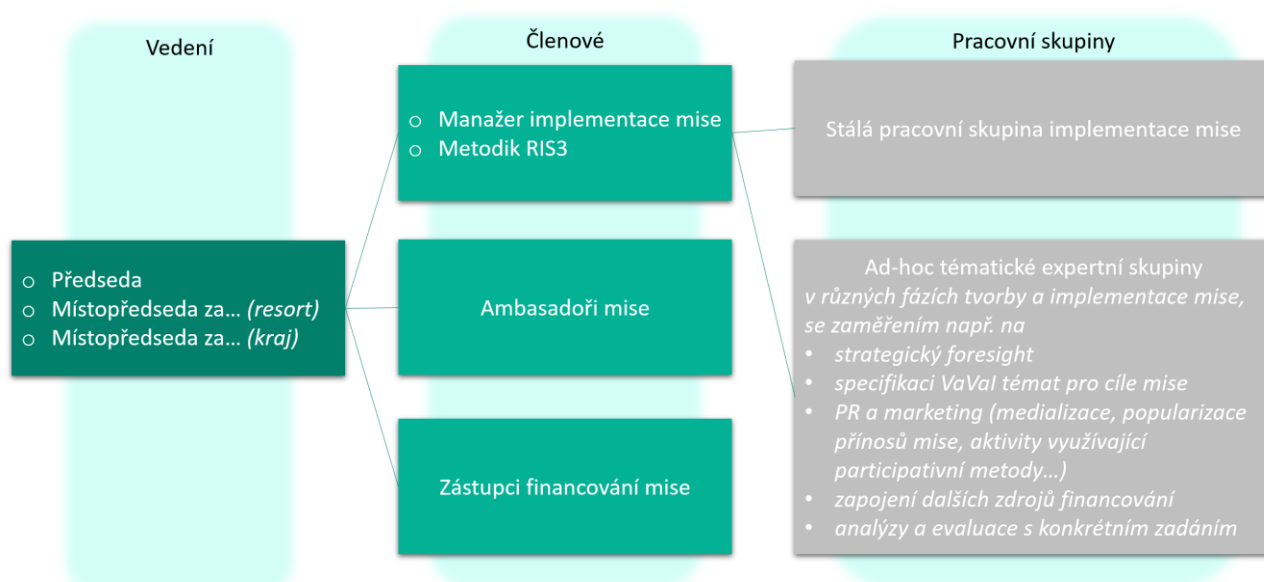 Vedení
Členové
Pracovní skupiny
o Předseda
o Místopředseda za... (resort)
o Místopředseda za... (kraj)
o Manažer implementace mise
o Metodik RIS3
Ambasadoři mise
Zástupci financování mise
Stálá pracovní skupina implementace mise
Ad-hoc tématické expertní skupiny
v různých fázích tvorby a implementace mise,
se zaměřením např. na
• strategický foresight
• specifikaci VaVaI témat pro cíle mise
• PR a marketing (medializace, popularizace
přínosů mise, aktivity využívající
participativní metody…)
• zapojení dalších zdrojů financování
• analýzy a evaluace s konkrétním zadáním